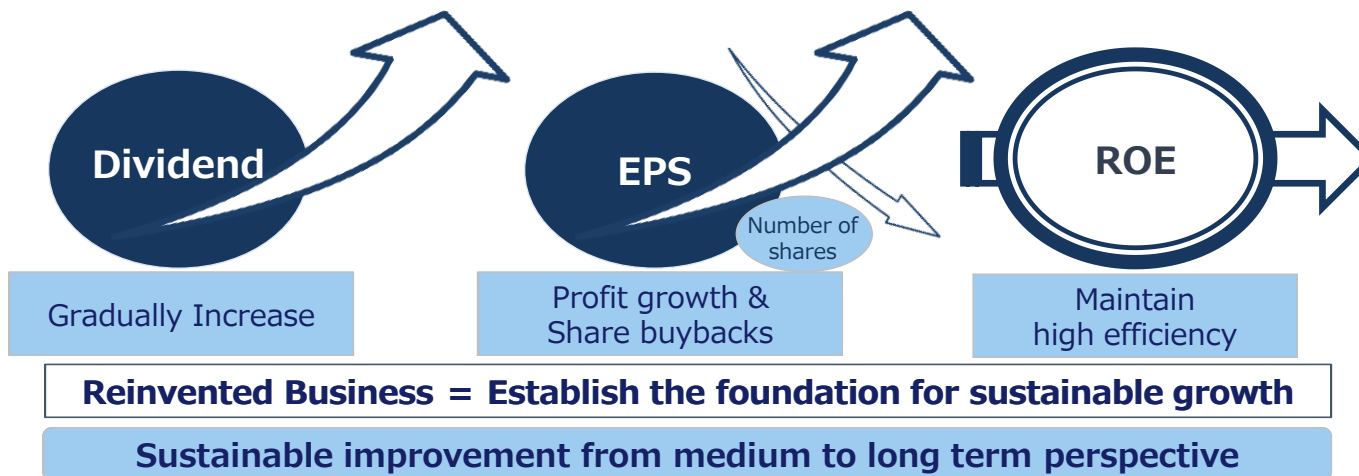 Dividend
EPS
ROE
Number of
shares
Gradually Increase
Profit growth &
Share buybacks
Maintain
high efficiency
Reinvented Business = Establish the foundation for sustainable growth
Sustainable improvement from medium to long term perspective